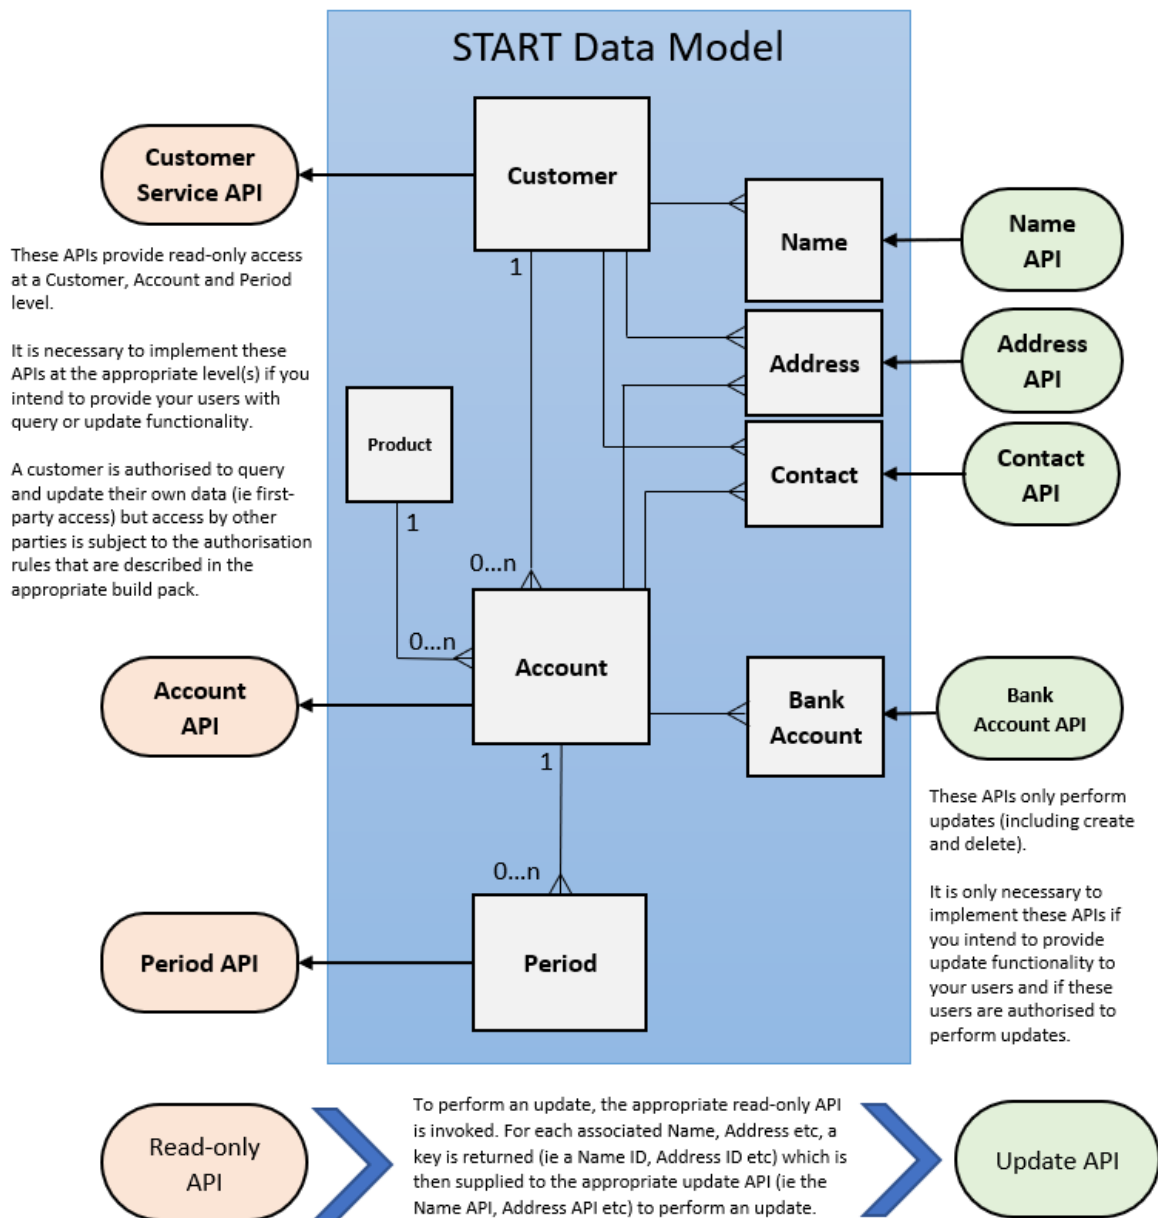 START Data Model
Customer
Service API
Customer
Name
Name
API
1
These APIs provide read-only access
at a Customer, Account and Period
level.
It is necessary to implement these
APIs at the appropriate level(s) if you
intend to provide your users with
query or update functionality.
A customer is authorised to query
and update their own data (ie first-
party access) but access by other
parties is subject to the authorisation
rules that are described in the
appropriate build pack.
Address
Address
API
Product
Contact
Contact
API
1
0...n
0...n
Account
Account
API
Bank
Account
Bank
Account API
1
These APIs only perform
updates (including create
and delete).
It is only necessary to
implement these APIs if
you intend to provide
update functionality to
your users and if these
users are authorised to
perform updates.
0...n
Period API
Period
Read-only
API
To perform an update, the appropriate read-only API
is invoked. For each associated Name, Address etc, a
key is returned (ie a Name ID, Address ID etc) which is
then supplied to the appropriate update API (ie the
Name API, Address API etc) to perform an update.
Update API